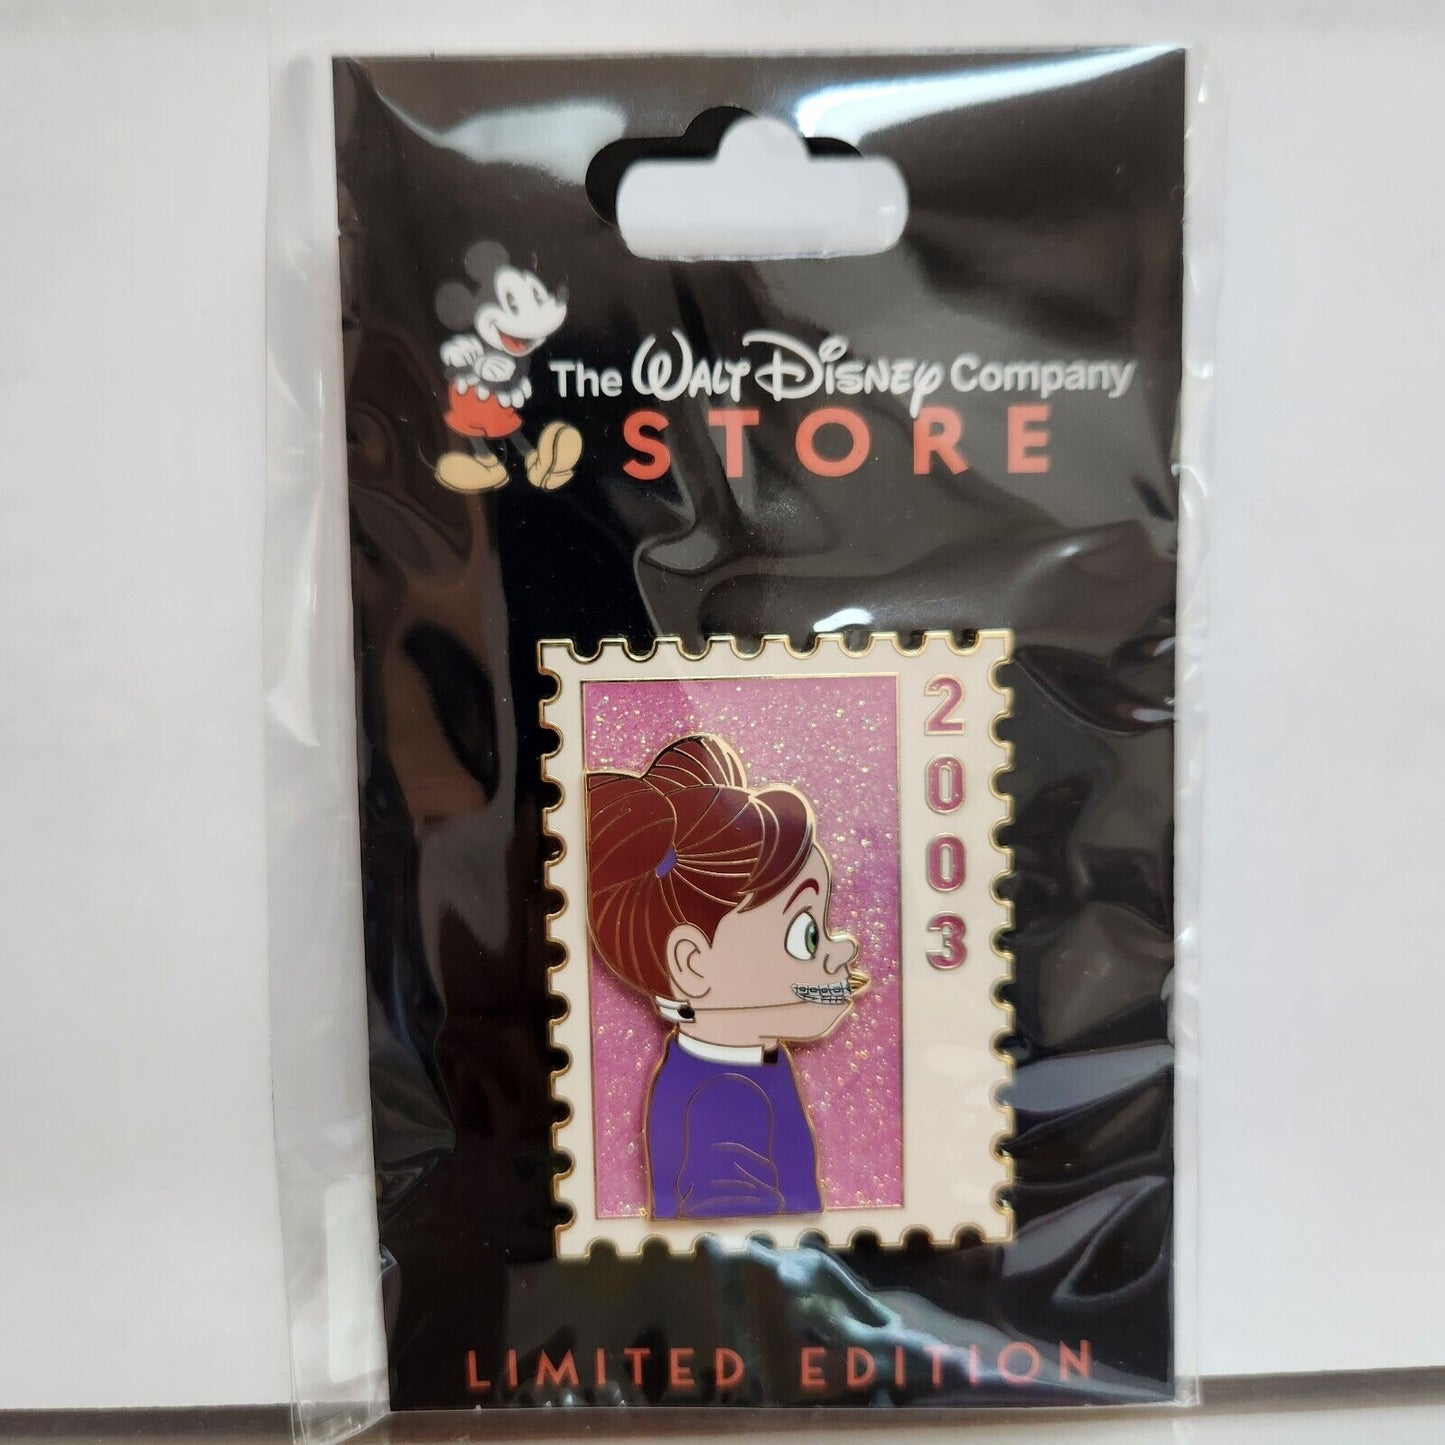 The WALT DISNEY Company
STORE
2003
LIMITED EDITION